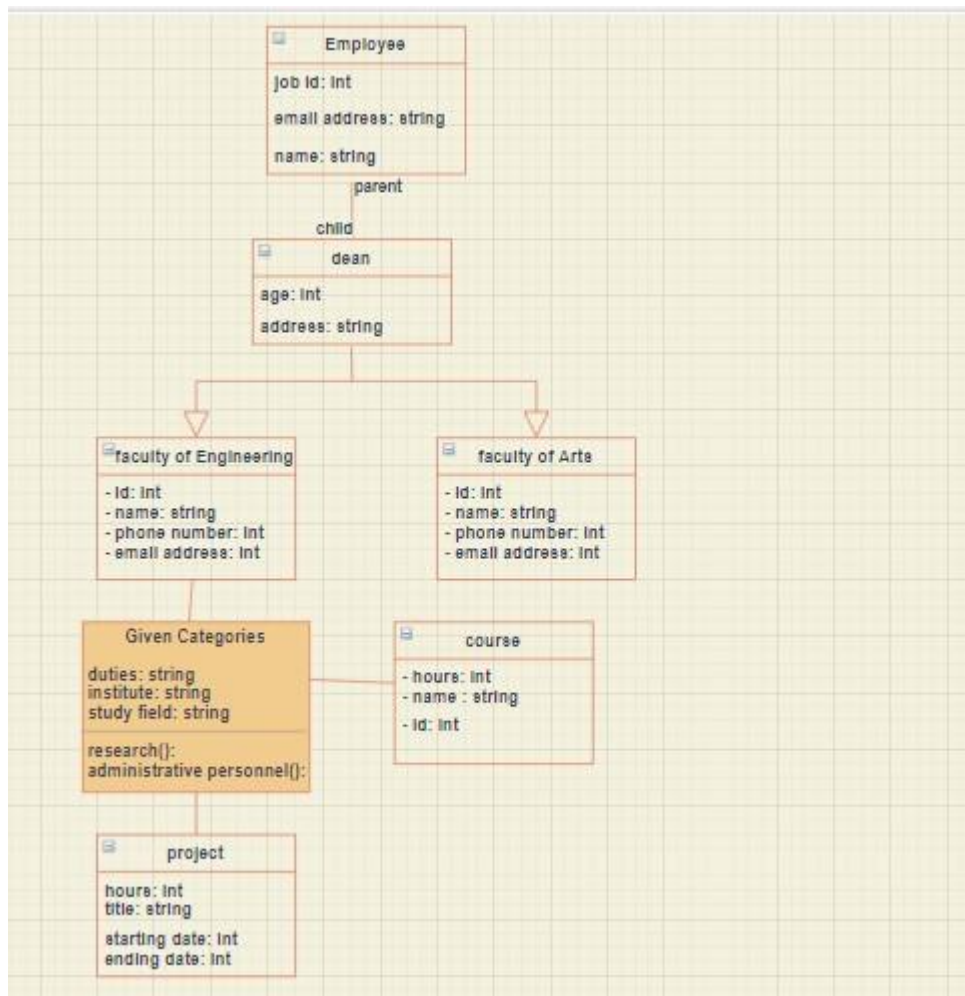 Employee
job id: int
email address: string
name: string
parent
child
dean
age: int
address: string
faculty of Engineering
- id: int
- name: string
- phone number: int
- email address: int
faculty of Arts
- id: int
- name: string
- phone number: int
- email address: int
Given Categories
duties: string
institute: string
study field: string
research():
administrative personnel():
course
- hours: int
- name : string
- id: int
project
hours: int
title: string
starting date: int
ending date: int